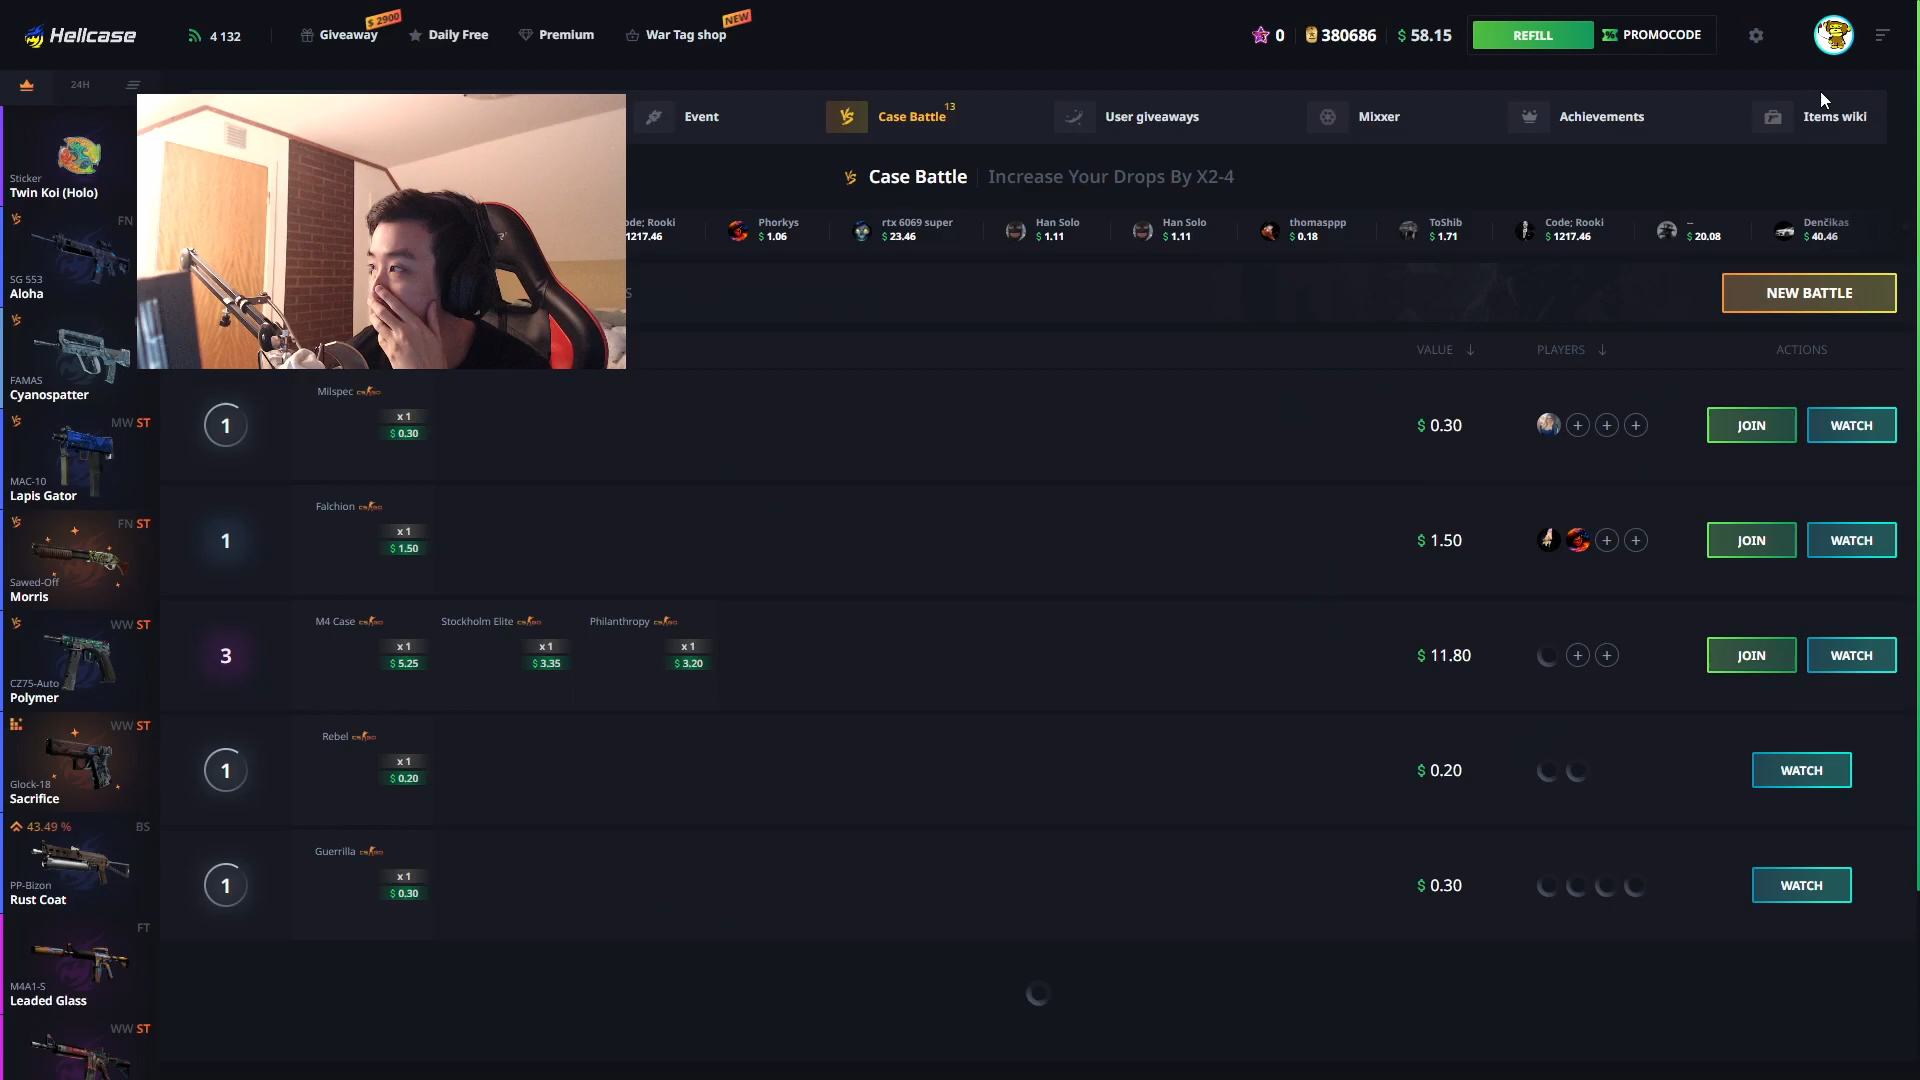 Hellcase
4 132
Giveaway
$ 2900
Daily Free
Premium
War Tag shop
NEW
0
380686
$ 58.15
REFILL
PROMOCODE
24H
Event
Case Battle
13
User giveaways
Mixxer
Achievements
Items wiki
Case Battle
Increase Your Drops By X2-4
ode; Rooki
1217.46
Phorkys
$ 1.06
rtx 6069 super
$ 23.46
Han Solo
$ 1.11
Han Solo
$ 1.11
thomasppp
$ 0.18
ToShib
$ 1.71
Code; Rooki
$ 1217.46
–
$ 20.08
Denčikas
$ 40.46
S
NEW BATTLE
VALUE
PLAYERS
ACTIONS
1
Milspec
x 1
$ 0.30
$ 0.30
JOIN
WATCH
1
Falchion
x 1
$ 1.50
$ 1.50
JOIN
WATCH
3
M4 Case
x 1
$ 5.25
Stockholm Elite
x 1
$ 3.35
Philanthropy
x 1
$ 3.20
$ 11.80
JOIN
WATCH
1
Rebel
x 1
$ 0.20
$ 0.20
WATCH
1
Guerrilla
x 1
$ 0.30
$ 0.30
WATCH
Sticker
Twin Koi (Holo)
FN
SG 553
Aloha
FAMAS
Cyanospatter
MW ST
MAC-10
Lapis Gator
FN ST
Sawed-Off
Morris
WW ST
CZ75-Auto
Polymer
WW ST
Glock-18
Sacrifice
43.49 %
BS
PP-Bizon
Rust Coat
FT
M4A1-S
Leaded Glass
WW ST